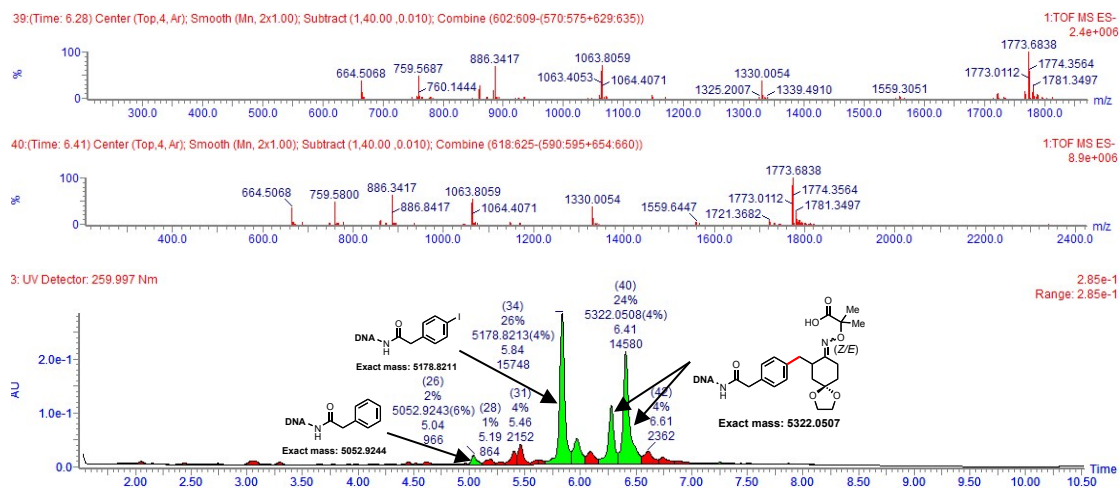 39:(Time: 6.28) Center (Top,4, Ar); Smooth (Mn, 2x1.00); Subtract (1,40.00 ,0.010); Combine (602:609-(570:575+629:635))
1:TOF MS ES-
2.4e+006
100
%
0
664.5068
759.5687
760.1444
886.3417
1063.8059
1063.4053
1064.4071
1330.0054
1325.2007
1339.4910
1559.3051
1773.6838
1773.0112
1774.3564
1781.3497
300.0 400.0 500.0 600.0 700.0 800.0 900.0 1000.0 1100.0 1200.0 1300.0 1400.0 1500.0 1600.0 1700.0 1800.0
m/z
40:(Time: 6.41) Center (Top,4, Ar); Smooth (Mn, 2x1.00); Subtract (1,40.00 ,0.010); Combine (618:625-(590:595+654:660))
1:TOF MS ES-
8.9e+006
100
%
0
664.5068
759.5800
886.3417
886.8417
1063.8059
1064.4071
1330.0054
1559.6447
1721.3682
1773.6838
1773.0112
1774.3564
1781.3497
400.0 600.0 800.0 1000.0 1200.0 1400.0 1600.0 1800.0 2000.0 2200.0 2400.0
m/z
3: UV Detector: 259.997 Nm
2.85e-1
Range: 2.85e-1
AU
2.0e-1
1.0e-1
0.0
DNA
N
H
O
I
Exact mass: 5178.8211
DNA
N
H
O
Exact mass: 5052.9244
(26)
2%
5052.9243(6%)
5.04
966
(28)
1%
5.19
864
(31)
4%
5.46
2152
(34)
26%
5178.8213(4%)
5.84
15748
(40)
24%
5322.0508(4%)
6.41
14580
(42)
4%
6.61
2362
DNA
N
H
O
O
HO
Me
Me
O
N
(Z/E)
O
O
Exact mass: 5322.0507
2.00 2.50 3.00 3.50 4.00 4.50 5.00 5.50 6.00 6.50 7.00 7.50 8.00 8.50 9.00 9.50 10.00 10.50
Time